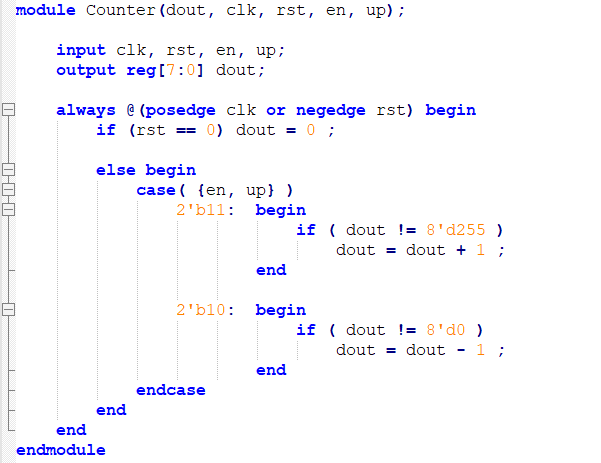 module Counter(dout, clk, rst, en, up);
input clk, rst, en, up;
output reg[7:0] dout;
always @(posedge clk or negedge rst) begin
if (rst == 0) dout = 0 ;
else begin
case( {en, up} )
2'b11: begin
if ( dout != 8'd255 )
dout = dout + 1 ;
end
2'b10: begin
if ( dout != 8'd0 )
dout = dout - 1 ;
end
endcase
end
end
endmodule